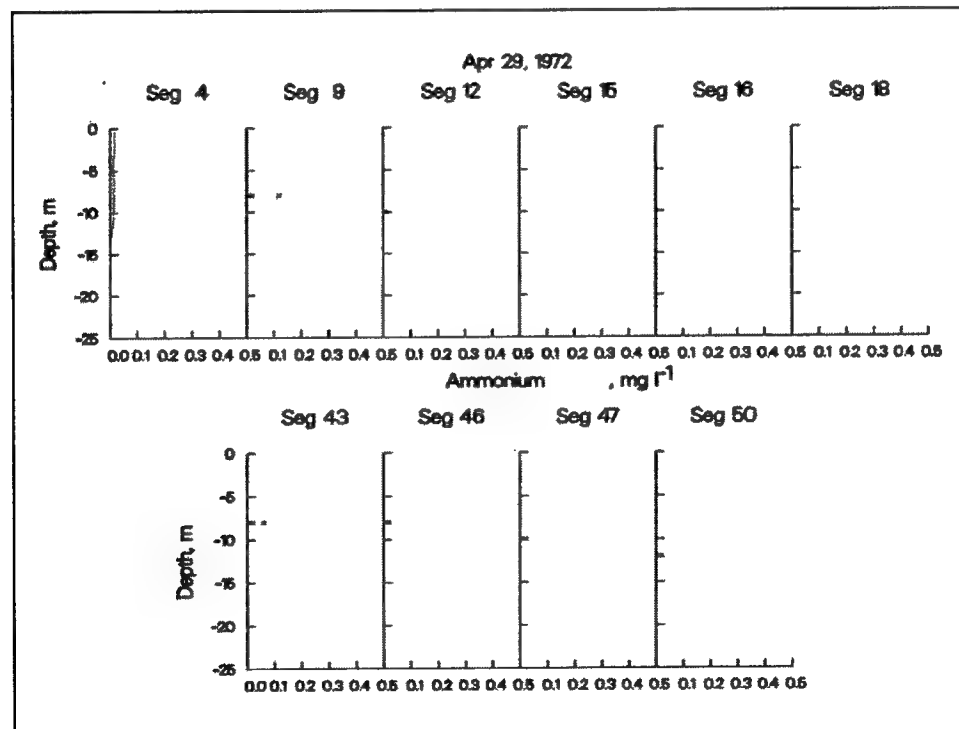 Apr 29, 1972
Seg 4 Seg 9 Seg 12 Seg 15 Seg 16 Seg 18
0
-5
-10
-15
-20
-25
Depth, m
0.0 0.1 0.2 0.3 0.4 0.5 0.1 0.2 0.3 0.4 0.5 0.1 0.2 0.3 0.4 0.5 0.1 0.2 0.3 0.4 0.5 0.1 0.2 0.3 0.4 0.5 0.1 0.2 0.3 0.4 0.5
Ammonium , mg l⁻¹
Seg 43 Seg 46 Seg 47 Seg 50
0
-5
-10
-15
-20
-25
Depth, m
0.0 0.1 0.2 0.3 0.4 0.5 0.1 0.2 0.3 0.4 0.5 0.1 0.2 0.3 0.4 0.5 0.1 0.2 0.3 0.4 0.5